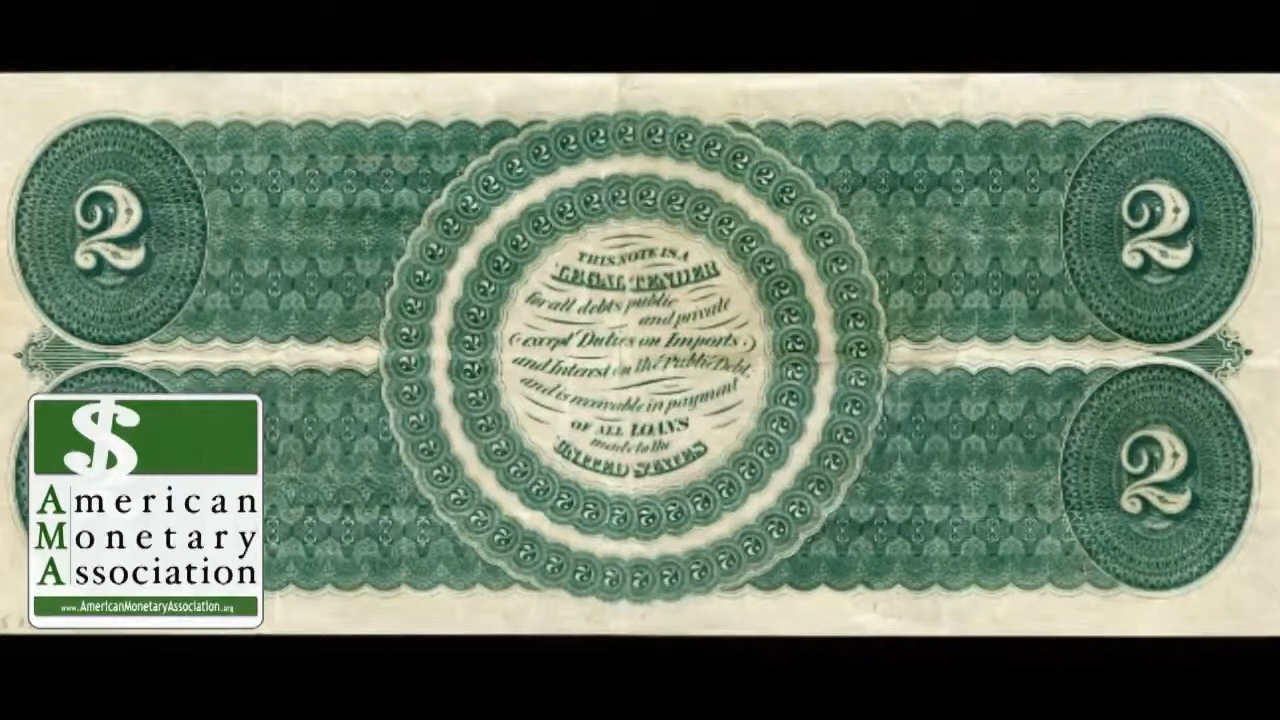 2
2
THIS NOTE IS A
LEGAL TENDER
for all debts public
and private
(except Duties on Imports.)
and Interest on the Public Debt,
and is receivable in payment
OF ALL LOANS
made to the
UNITED STATES
2
$
American
Monetary
Association
www.AmericanMonetaryAssociation.org